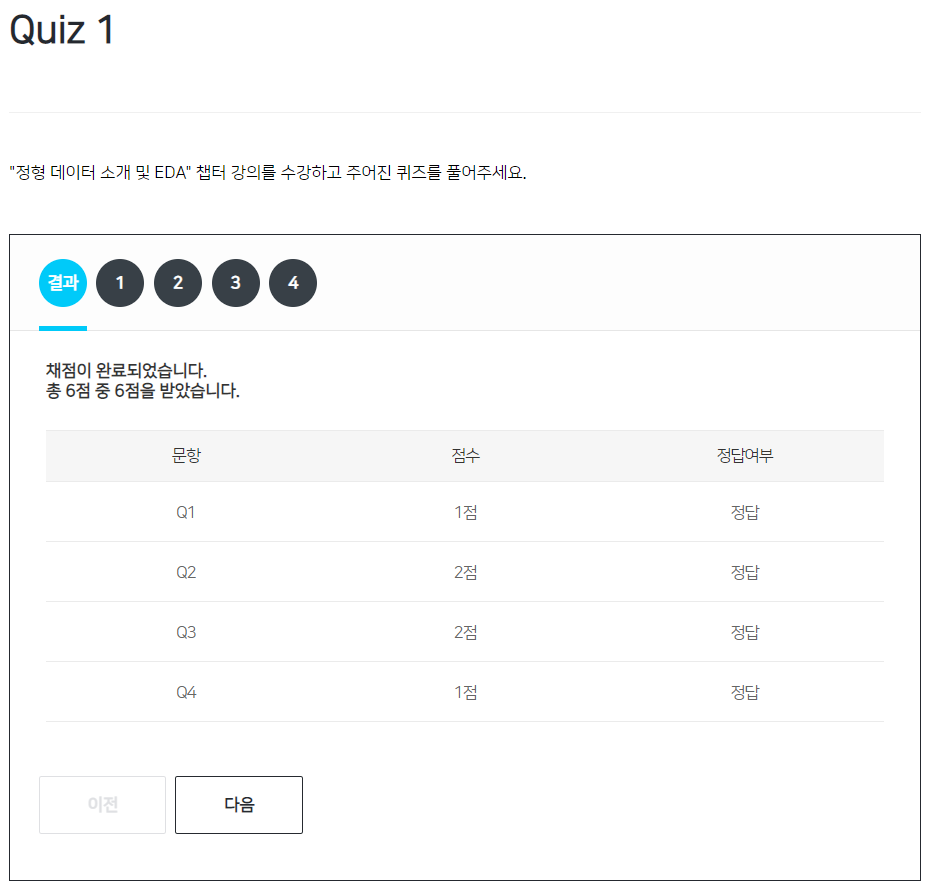 Quiz 1
"정형 데이터 소개 및 EDA" 챕터 강의를 수강하고 주어진 퀴즈를 풀어주세요.
결과 1 2 3 4
채점이 완료되었습니다.
총 6점 중 6점을 받았습니다.
문항 점수 정답여부
Q1 1점 정답
Q2 2점 정답
Q3 2점 정답
Q4 1점 정답
이전 다음